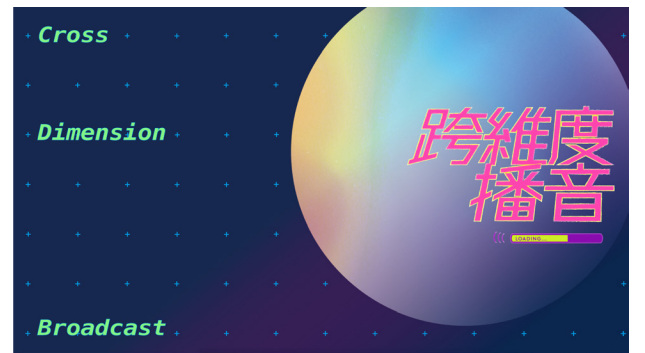 Cross
Dimension
Broadcast
跨維度
播音
LOADING...